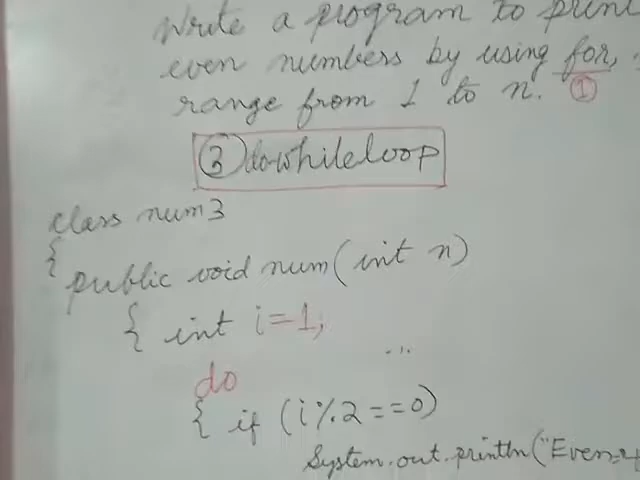 Write a program to print
even numbers by using for,
range from 1 to n. ①
③ dowhileloop
class num3
{
public void num(int n)
{ int i=1;
do
{ if (i%2==0)
System.out.println("Even=